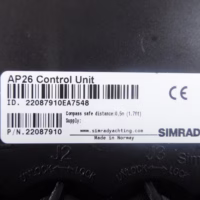 AP26 Control Unit
ID. 22087910EA7548
Compass safe distance:0.5m (1.7ft)
Supply:
CE
P/N.22087910
www.simradyachting.com
Made in Norway
SIMRAD
J2